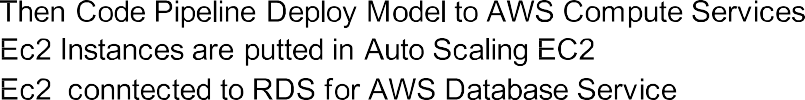 Then Code Pipeline Deploy Model to AWS Compute Services
Ec2 Instances are putted in Auto Scaling EC2
Ec2 conntected to RDS for AWS Database Service